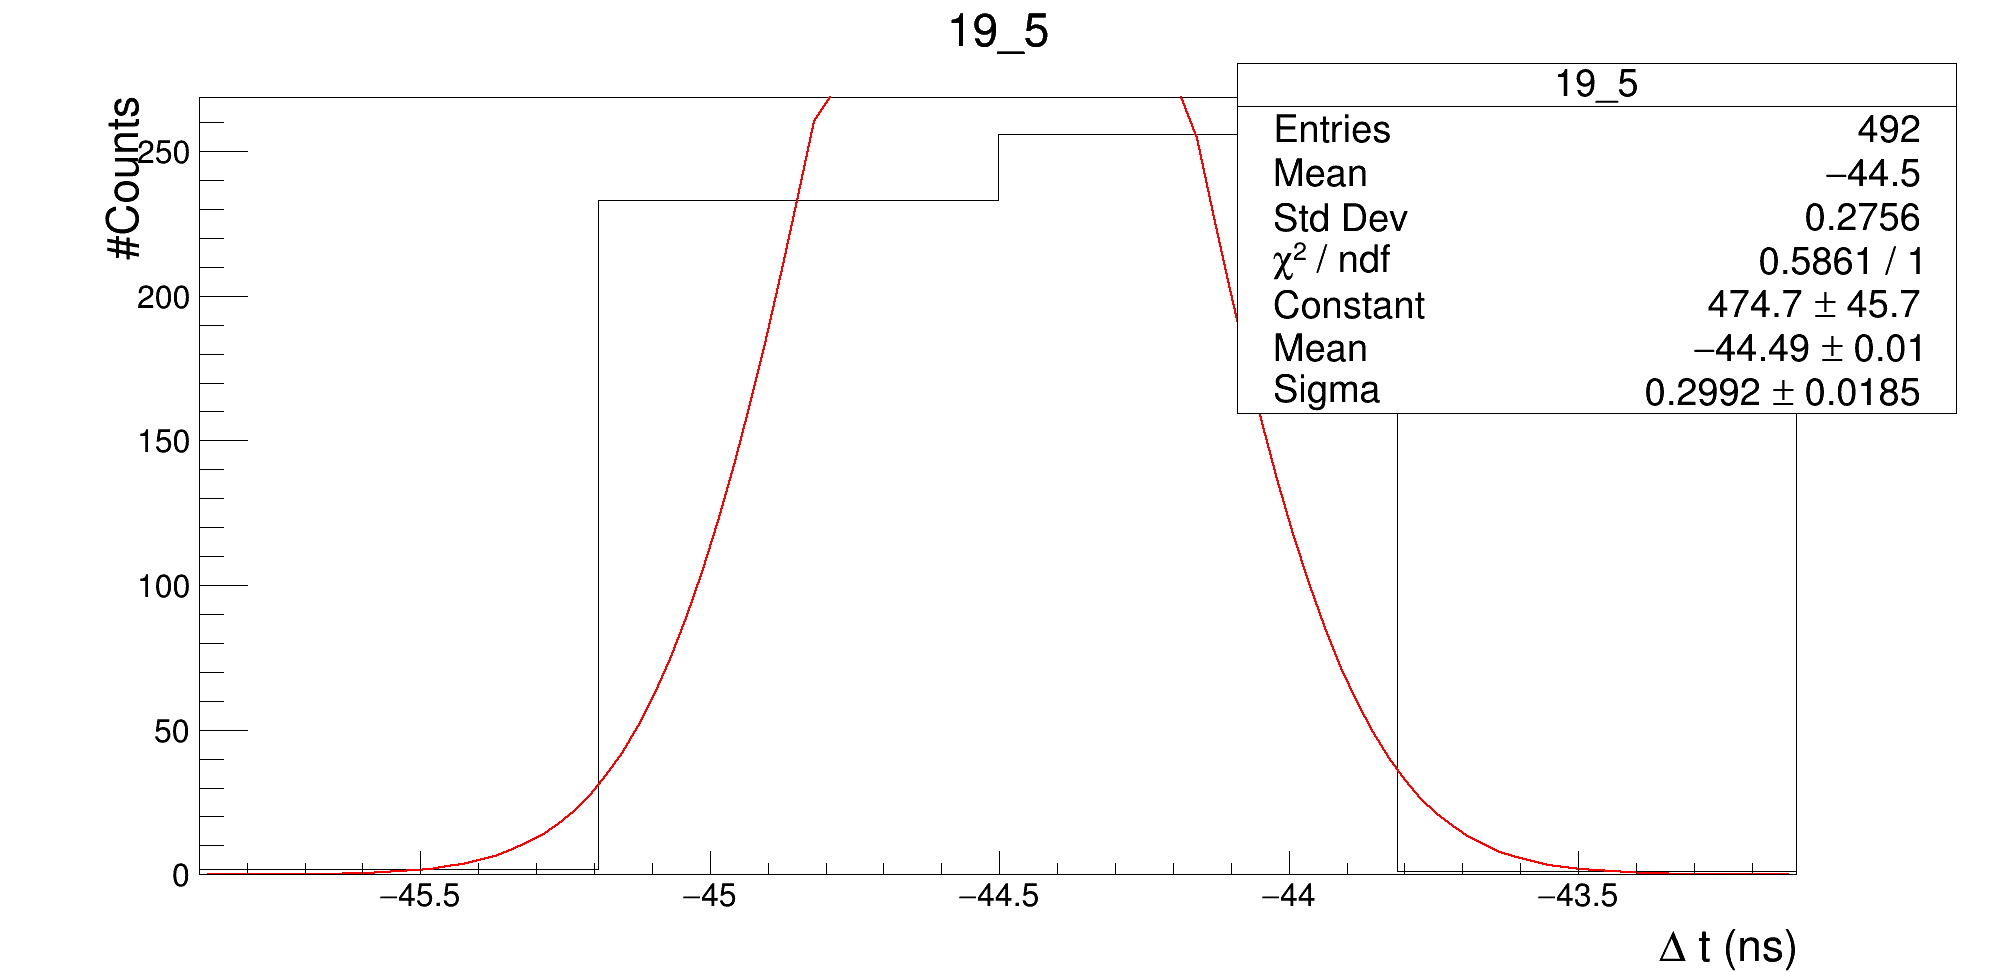 19_5
#Counts
250
200
150
100
50
0
19_5
Entries 492
Mean −44.5
Std Dev 0.2756
χ² / ndf 0.5861 / 1
Constant 474.7 ± 45.7
Mean −44.49 ± 0.01
Sigma 0.2992 ± 0.0185
−45.5 −45 −44.5 −44 −43.5
Δ t (ns)